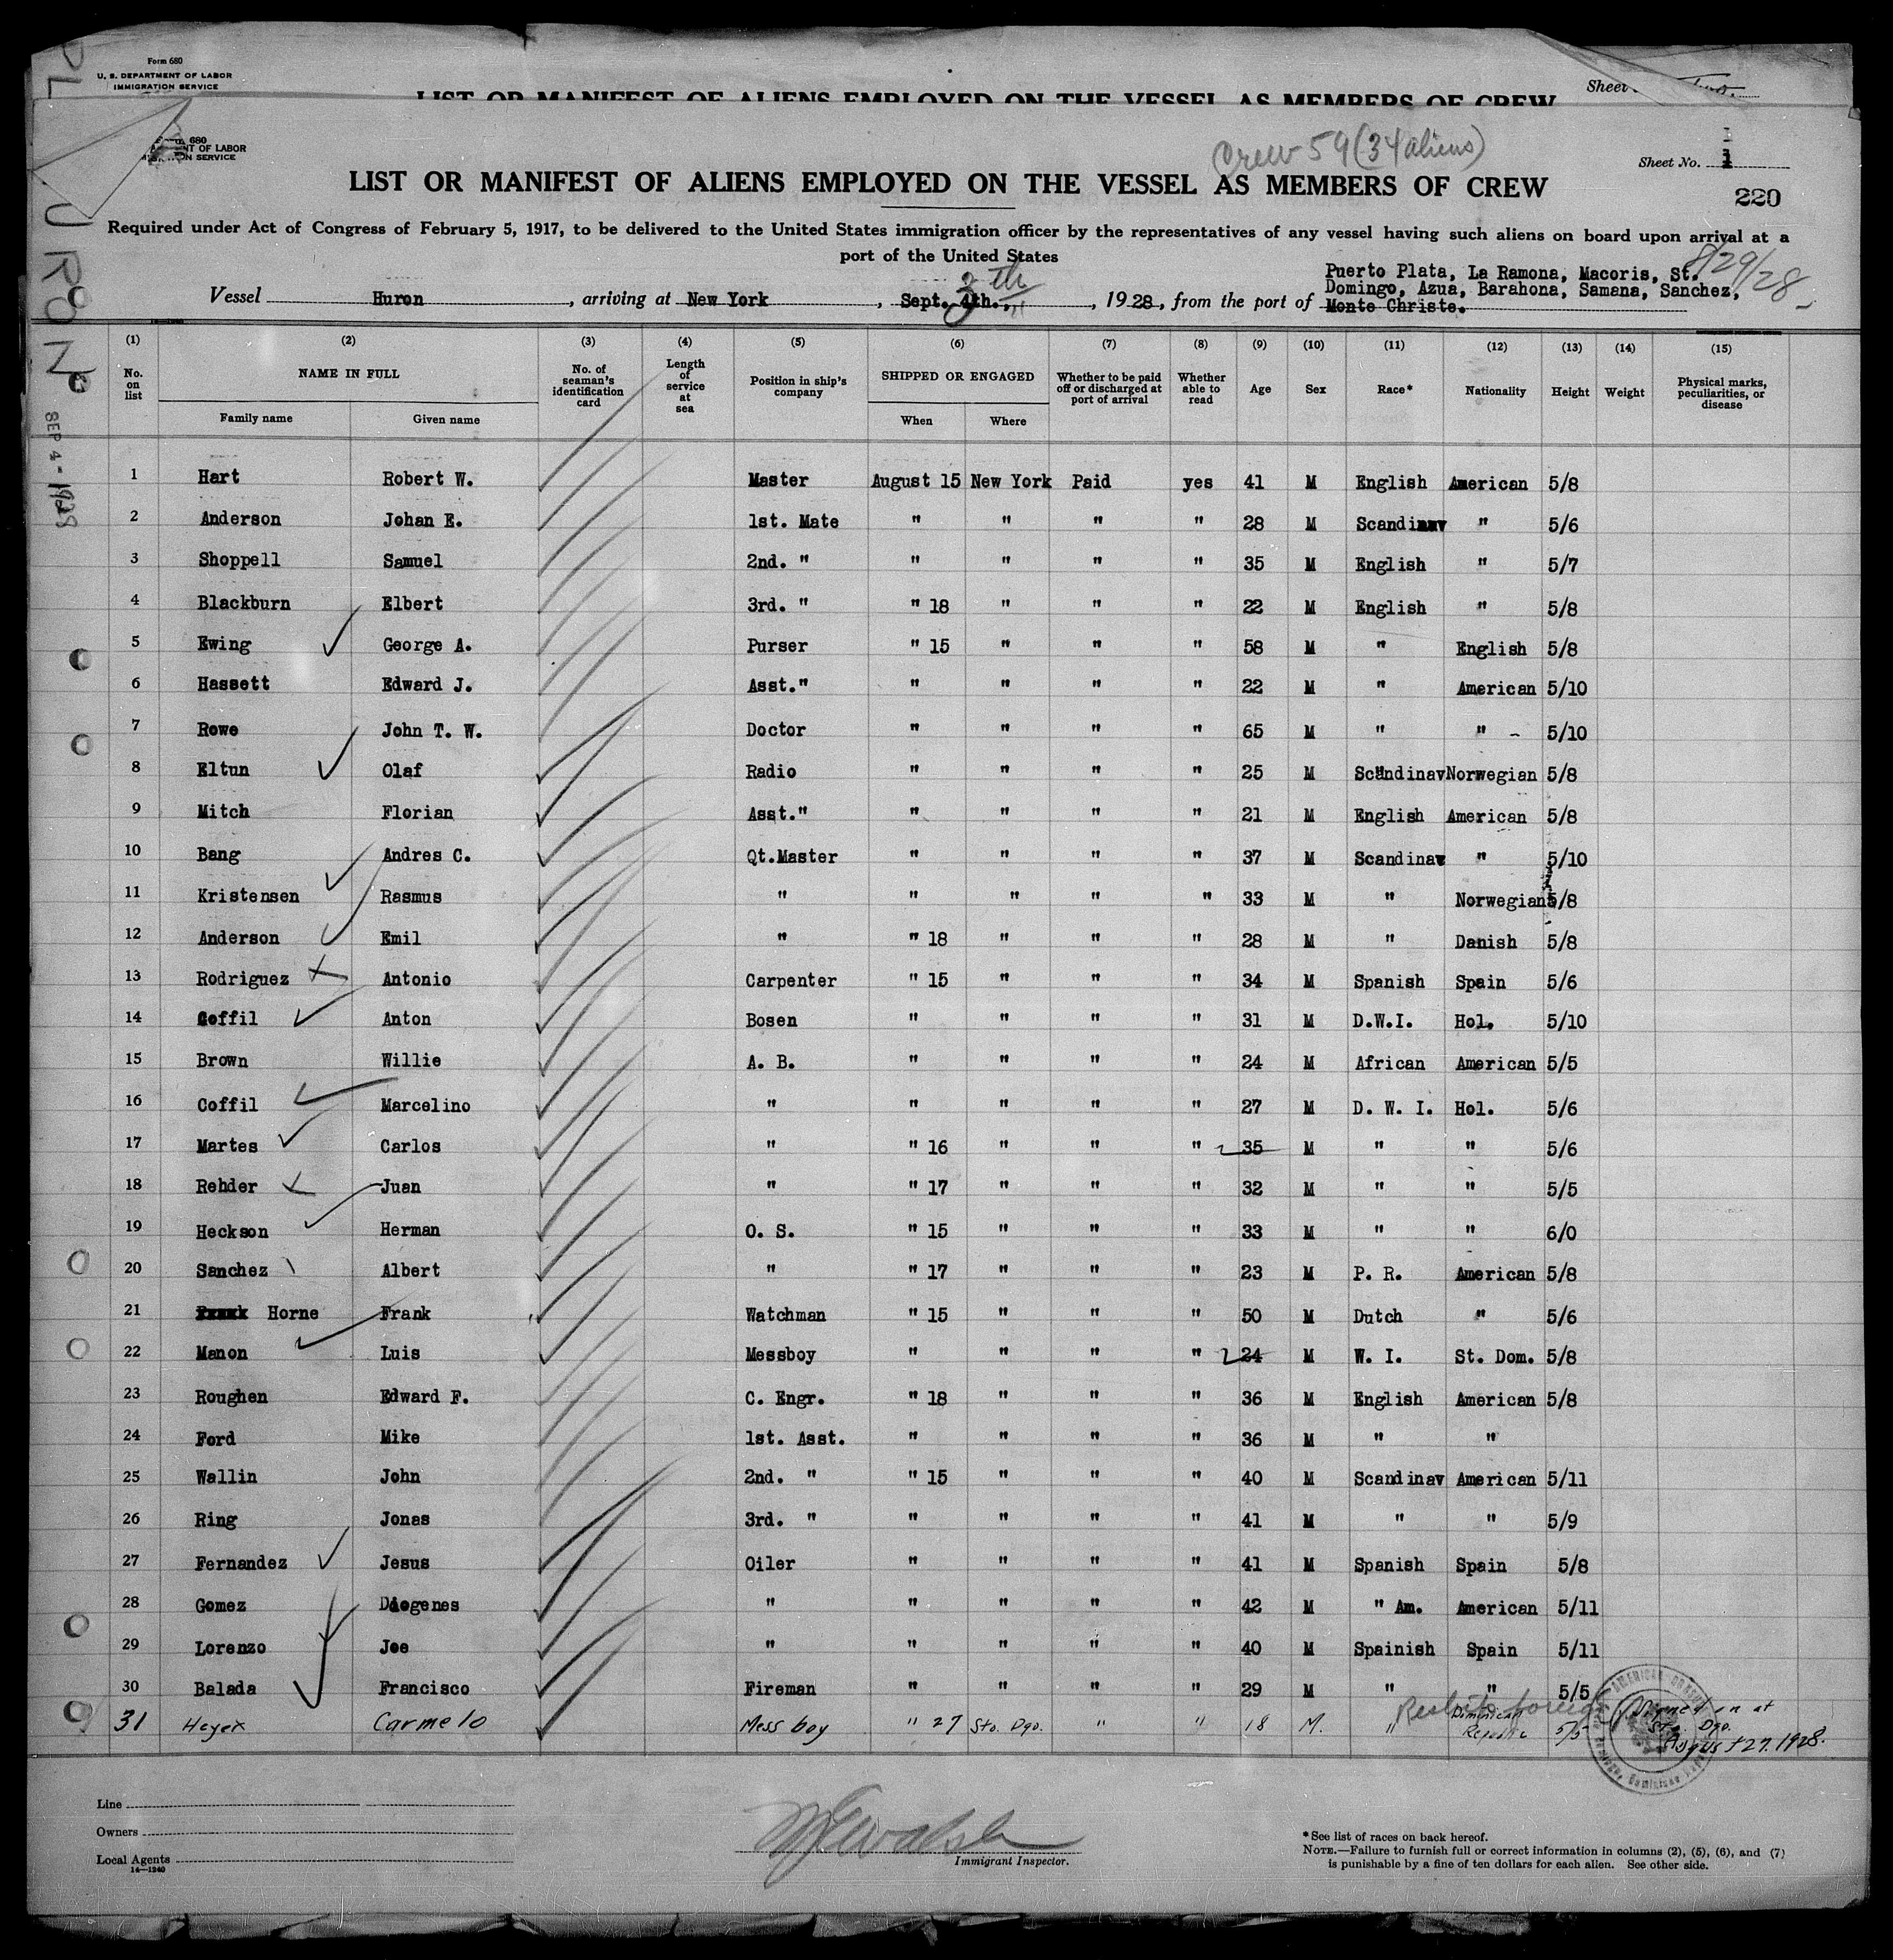 Form 680
U. S. DEPARTMENT OF LABOR
IMMIGRATION SERVICE
Sheet
LIST OR MANIFEST OF ALIENS EMPLOYED ON THE VESSEL AS MEMBERS OF CREW
680
OF LABOR
SERVICE
Crew 59 (34 aliens)
Sheet No. 1
LIST OR MANIFEST OF ALIENS EMPLOYED ON THE VESSEL AS MEMBERS OF CREW
220
Required under Act of Congress of February 5, 1917, to be delivered to the United States immigration officer by the representatives of any vessel having such aliens on board upon arrival at a
port of the United States
8/29/28
Puerto Plata, La Ramona, Macoris, St.
Domingo, Azua, Barahona, Samana, Sanchez,
Monte Christe.
Vessel Huron, arriving at New York, Sept. 4th., 3th, 1928, from the port of
URON
SEP 4 - 1928
(1) (2) (3) (4) (5) (6) (7) (8) (9) (10) (11) (12) (13) (14) (15)
No. on list NAME IN FULL No. of seaman's identification card Length of service at sea Position in ship's company SHIPPED OR ENGAGED Whether to be paid off or discharged at port of arrival Whether able to read Age Sex Race* Nationality Height Weight Physical marks, peculiarities, or disease
Family name Given name When Where
1 Hart Robert W. Master August 15 New York Paid yes 41 M English American 5/8
2 Anderson Johan E. 1st. Mate " " " " 28 M Scandinav " 5/6
3 Shoppell Samuel 2nd. " " " " " 35 M English " 5/7
4 Blackburn Elbert 3rd. " " 18 " " " 22 M English " 5/8
5 Ewing George A. Purser " 15 " " " 58 M " English 5/8
6 Hassett Edward J. Asst." " " " " 22 M " American 5/10
7 Rowe John T. W. Doctor " " " " 65 M " " 5/10
8 Eltun Olaf Radio " " " " 25 M Scandinav Norwegian 5/8
9 Mitch Florian Asst." " " " " 21 M English American 5/8
10 Bang Andres C. Qt.Master " " " " 37 M Scandinav " 5/10
11 Kristensen Rasmus " " " " " 33 M " Norwegian 5/8
12 Anderson Emil " " 18 " " " 28 M " Danish 5/8
13 Rodriguez Antonio Carpenter " 15 " " " 34 M Spanish Spain 5/6
14 Coffil Anton Bosen " " " " 31 M D.W.I. Hol. 5/10
15 Brown Willie A. B. " " " " 24 M African American 5/5
16 Coffil Marcelino " " " " " 27 M D. W. I. Hol. 5/6
17 Martes Carlos " " 16 " " " 35 M " " 5/6
18 Rehder Juan " " 17 " " " 32 M " " 5/5
19 Heckson Herman O. S. " 15 " " " 33 M " " 6/0
20 Sanchez Albert " " 17 " " " 23 M P. R. American 5/8
21 Horne Frank Watchman " 15 " " " 50 M Dutch " 5/6
22 Manon Luis Messboy " " " " 24 M W. I. St. Dom. 5/8
23 Roughen Edward F. C. Engr. " 18 " " " 36 M English American 5/8
24 Ford Mike 1st. Asst. " " " " 36 M " "
25 Wallin John 2nd. " " 15 " " " 40 M Scandinav American 5/11
26 Ring Jonas 3rd. " " " " " 41 M " " 5/9
27 Fernandez Jesus Oiler " " " " 41 M Spanish Spain 5/8
28 Gomez Diogenes " " " " " 42 M " Am. American 5/11
29 Lorenzo Joe " " " " " 40 M Spainish Spain 5/11
30 Balada Francisco Fireman " " " " 29 M " " 5/5
31 Heyer Carmelo Mess boy " 27 Sto. Dgo. " " 18 M. " Dominican Republic 5/5 Signed on at Sto. Dgo. August 27. 1928.
Line
Owners
Local Agents
14—1240
Immigrant Inspector.
*See list of races on back hereof.
NOTE.—Failure to furnish full or correct information in columns (2), (5), (6), and (7)
is punishable by a fine of ten dollars for each alien. See other side.